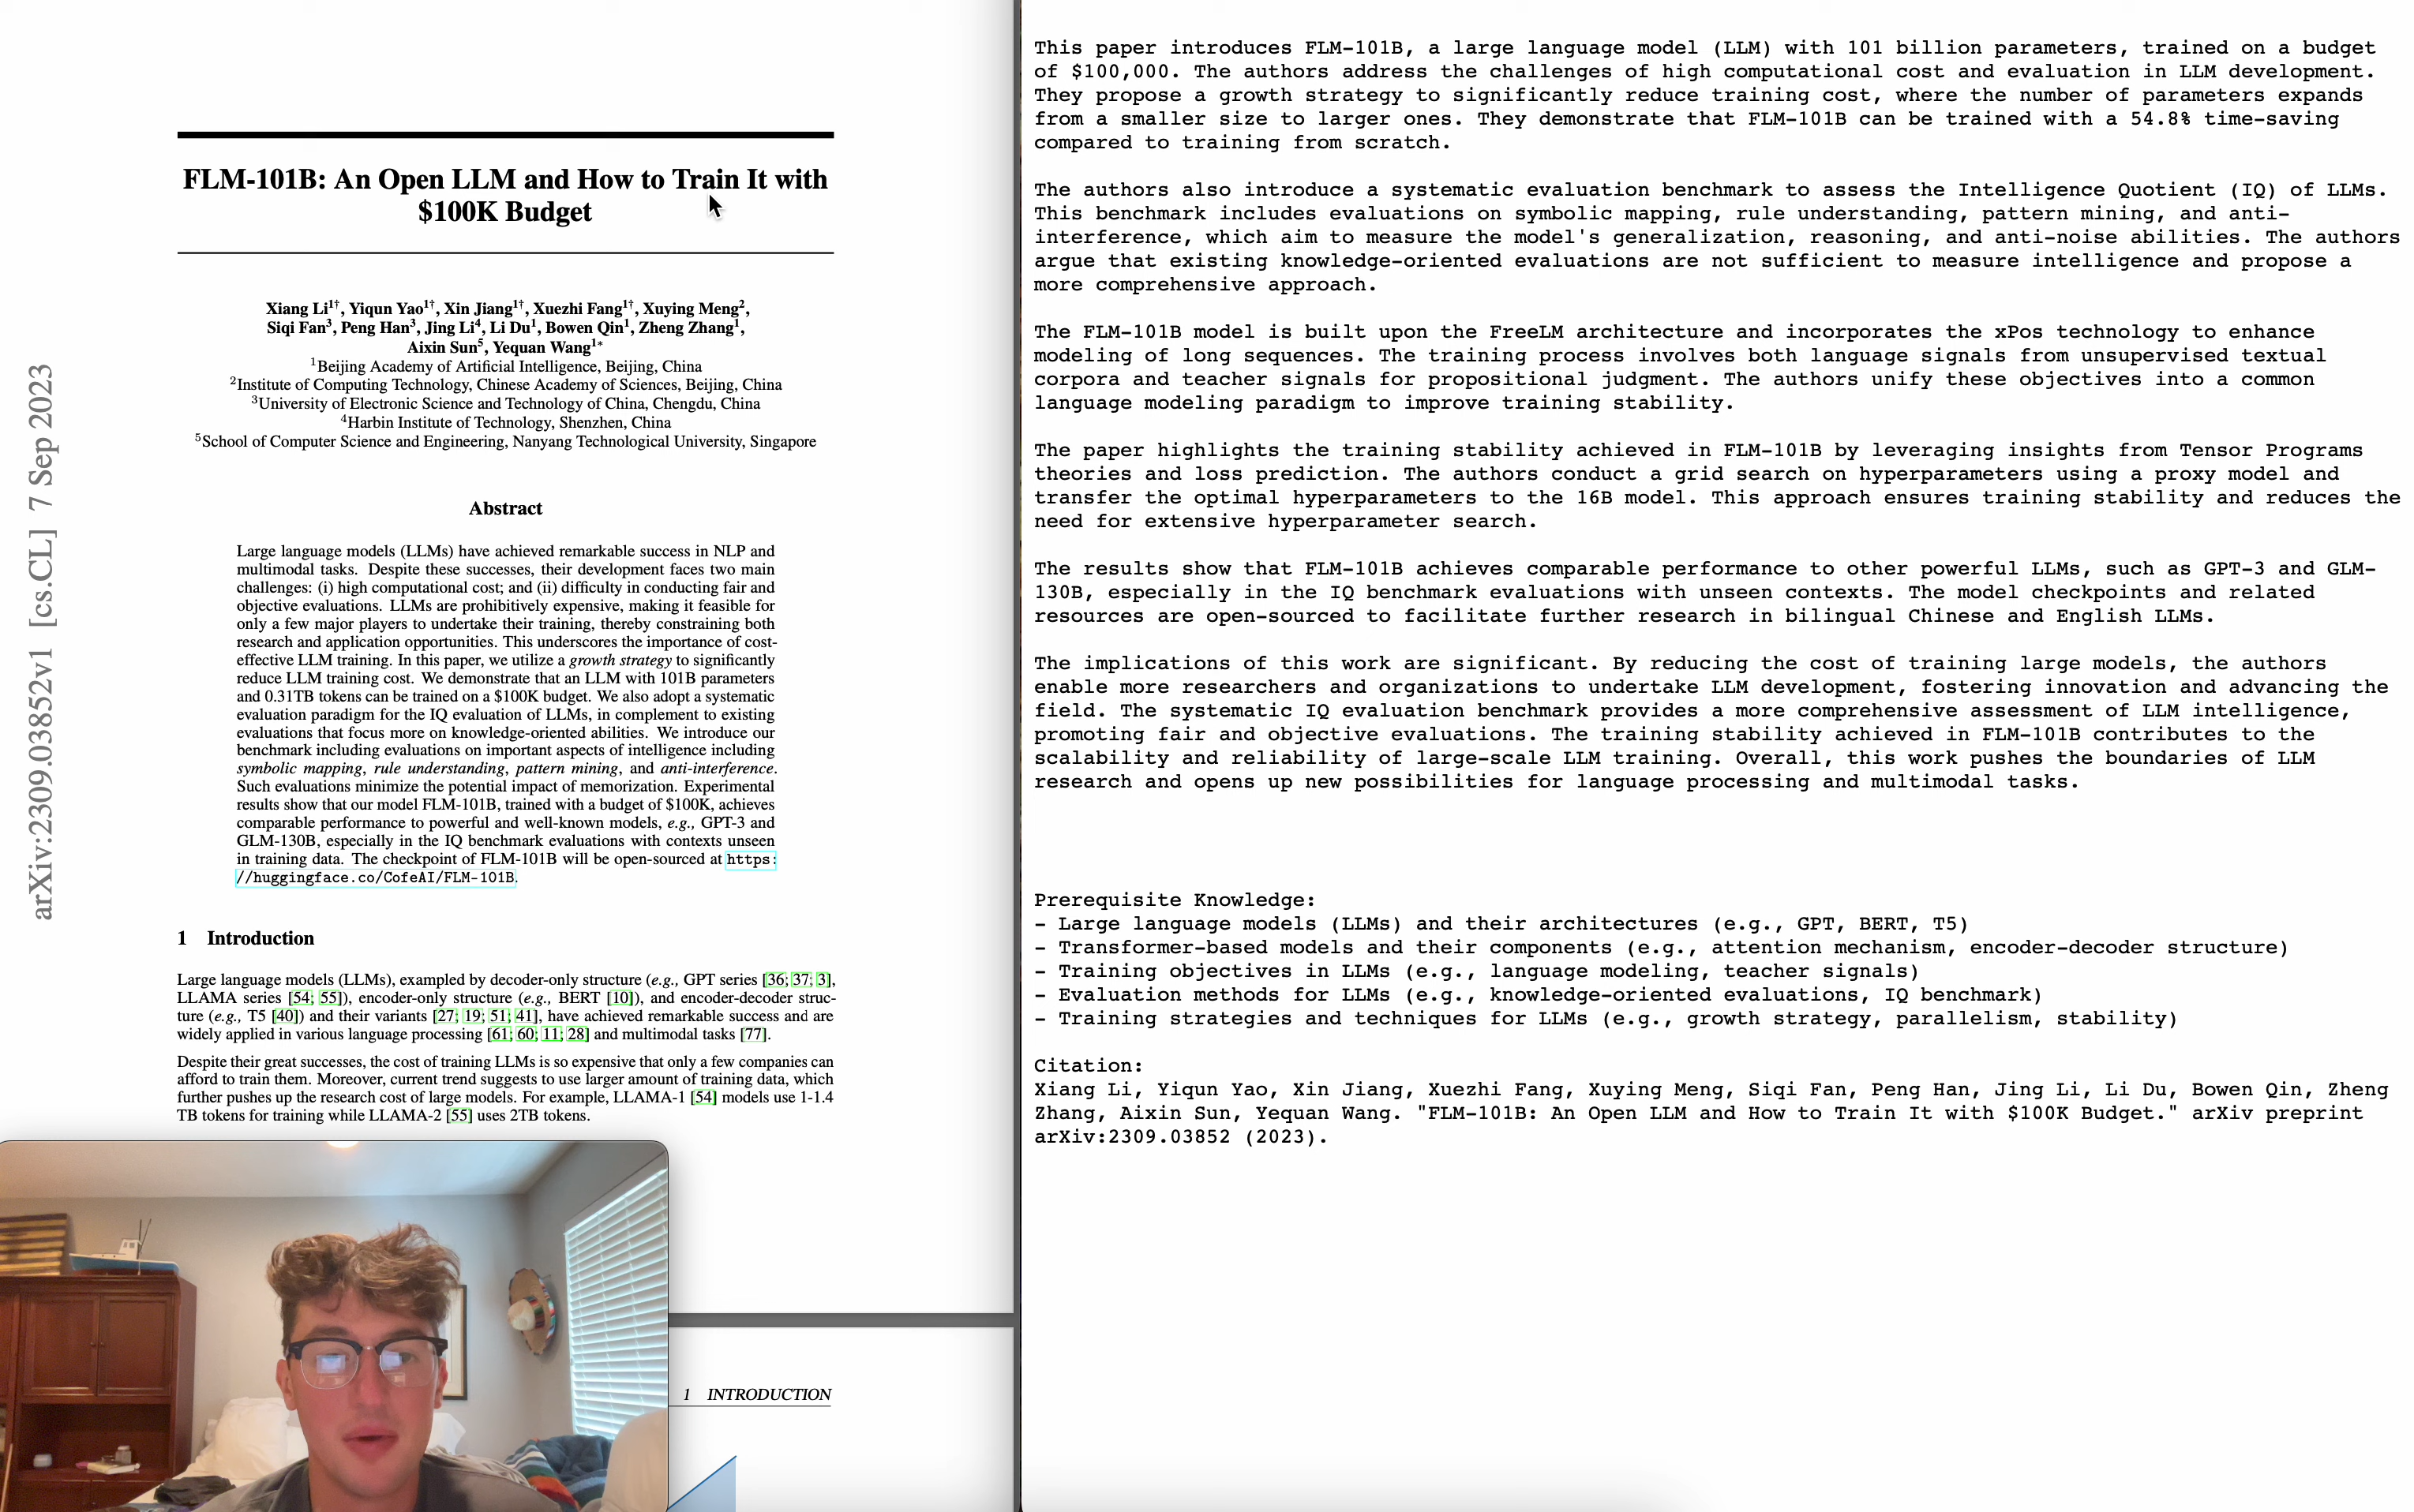 arXiv:2309.03852v1 [cs.CL] 7 Sep 2023
FLM-101B: An Open LLM and How to Train It with
$100K Budget
Xiang Li1†, Yiqun Yao1†, Xin Jiang1†, Xuezhi Fang1†, Xuying Meng2,
Siqi Fan3, Peng Han3, Jing Li4, Li Du1, Bowen Qin1, Zheng Zhang1,
Aixin Sun5, Yequan Wang1*
1Beijing Academy of Artificial Intelligence, Beijing, China
2Institute of Computing Technology, Chinese Academy of Sciences, Beijing, China
3University of Electronic Science and Technology of China, Chengdu, China
4Harbin Institute of Technology, Shenzhen, China
5School of Computer Science and Engineering, Nanyang Technological University, Singapore
Abstract
Large language models (LLMs) have achieved remarkable success in NLP and
multimodal tasks. Despite these successes, their development faces two main
challenges: (i) high computational cost; and (ii) difficulty in conducting fair and
objective evaluations. LLMs are prohibitively expensive, making it feasible for
only a few major players to undertake their training, thereby constraining both
research and application opportunities. This underscores the importance of cost-
effective LLM training. In this paper, we utilize a growth strategy to significantly
reduce LLM training cost. We demonstrate that an LLM with 101B parameters
and 0.31TB tokens can be trained on a $100K budget. We also adopt a systematic
evaluation paradigm for the IQ evaluation of LLMs, in complement to existing
evaluations that focus more on knowledge-oriented abilities. We introduce our
benchmark including evaluations on important aspects of intelligence including
symbolic mapping, rule understanding, pattern mining, and anti-interference.
Such evaluations minimize the potential impact of memorization. Experimental
results show that our model FLM-101B, trained with a budget of $100K, achieves
comparable performance to powerful and well-known models, e.g., GPT-3 and
GLM-130B, especially in the IQ benchmark evaluations with contexts unseen
in training data. The checkpoint of FLM-101B will be open-sourced at https:
//huggingface.co/CofeAI/FLM-101B.
1 Introduction
Large language models (LLMs), exampled by decoder-only structure (e.g., GPT series [36; 37; 3],
LLAMA series [54; 55]), encoder-only structure (e.g., BERT [10]), and encoder-decoder struc-
ture (e.g., T5 [40]) and their variants [27; 19; 51; 41], have achieved remarkable success and are
widely applied in various language processing [61; 60; 11; 28] and multimodal tasks [77].
Despite their great successes, the cost of training LLMs is so expensive that only a few companies can
afford to train them. Moreover, current trend suggests to use larger amount of training data, which
further pushes up the research cost of large models. For example, LLAMA-1 [54] models use 1-1.4
TB tokens for training while LLAMA-2 [55] uses 2TB tokens.
1 INTRODUCTION
This paper introduces FLM-101B, a large language model (LLM) with 101 billion parameters, trained on a budget
of $100,000. The authors address the challenges of high computational cost and evaluation in LLM development.
They propose a growth strategy to significantly reduce training cost, where the number of parameters expands
from a smaller size to larger ones. They demonstrate that FLM-101B can be trained with a 54.8% time-saving
compared to training from scratch.
The authors also introduce a systematic evaluation benchmark to assess the Intelligence Quotient (IQ) of LLMs.
This benchmark includes evaluations on symbolic mapping, rule understanding, pattern mining, and anti-
interference, which aim to measure the model's generalization, reasoning, and anti-noise abilities. The authors
argue that existing knowledge-oriented evaluations are not sufficient to measure intelligence and propose a
more comprehensive approach.
The FLM-101B model is built upon the FreeLM architecture and incorporates the xPos technology to enhance
modeling of long sequences. The training process involves both language signals from unsupervised textual
corpora and teacher signals for propositional judgment. The authors unify these objectives into a common
language modeling paradigm to improve training stability.
The paper highlights the training stability achieved in FLM-101B by leveraging insights from Tensor Programs
theories and loss prediction. The authors conduct a grid search on hyperparameters using a proxy model and
transfer the optimal hyperparameters to the 16B model. This approach ensures training stability and reduces the
need for extensive hyperparameter search.
The results show that FLM-101B achieves comparable performance to other powerful LLMs, such as GPT-3 and GLM-
130B, especially in the IQ benchmark evaluations with unseen contexts. The model checkpoints and related
resources are open-sourced to facilitate further research in bilingual Chinese and English LLMs.
The implications of this work are significant. By reducing the cost of training large models, the authors
enable more researchers and organizations to undertake LLM development, fostering innovation and advancing the
field. The systematic IQ evaluation benchmark provides a more comprehensive assessment of LLM intelligence,
promoting fair and objective evaluations. The training stability achieved in FLM-101B contributes to the
scalability and reliability of large-scale LLM training. Overall, this work pushes the boundaries of LLM
research and opens up new possibilities for language processing and multimodal tasks.
Prerequisite Knowledge:
- Large language models (LLMs) and their architectures (e.g., GPT, BERT, T5)
- Transformer-based models and their components (e.g., attention mechanism, encoder-decoder structure)
- Training objectives in LLMs (e.g., language modeling, teacher signals)
- Evaluation methods for LLMs (e.g., knowledge-oriented evaluations, IQ benchmark)
- Training strategies and techniques for LLMs (e.g., growth strategy, parallelism, stability)
Citation:
Xiang Li, Yiqun Yao, Xin Jiang, Xuezhi Fang, Xuying Meng, Siqi Fan, Peng Han, Jing Li, Li Du, Bowen Qin, Zheng
Zhang, Aixin Sun, Yequan Wang. "FLM-101B: An Open LLM and How to Train It with $100K Budget." arXiv preprint
arXiv:2309.03852 (2023).